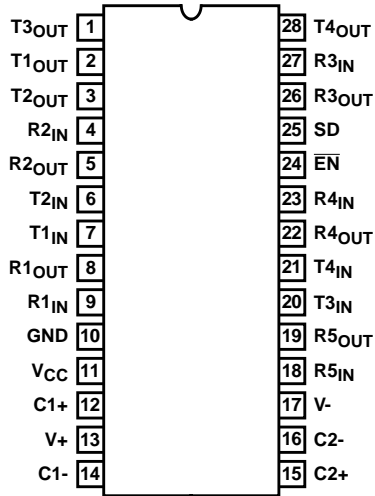 T3OUT 1 28 T4OUT
T1OUT 2 27 R3IN
T2OUT 3 26 R3OUT
R2IN 4 25 SD
R2OUT 5 24 E̅N̅
T2IN 6 23 R4IN
T1IN 7 22 R4OUT
R1OUT 8 21 T4IN
R1IN 9 20 T3IN
GND 10 19 R5OUT
VCC 11 18 R5IN
C1+ 12 17 V-
V+ 13 16 C2-
C1- 14 15 C2+